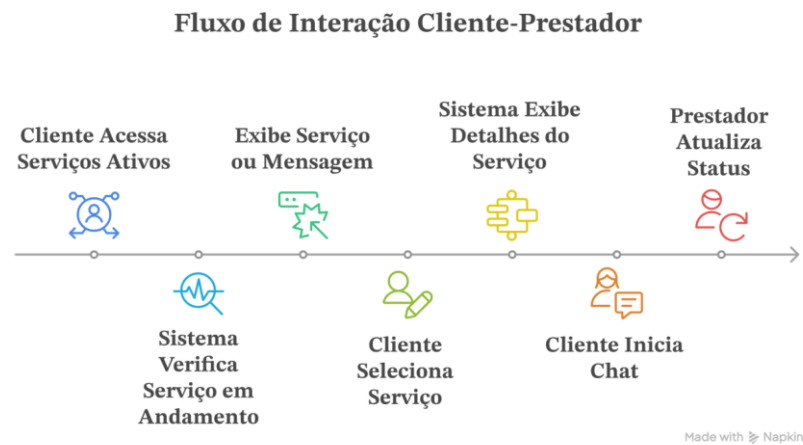 Fluxo de Interação Cliente-Prestador
Cliente Acessa
Serviços Ativos
Sistema
Verifica
Serviço em
Andamento
Exibe Serviço
ou Mensagem
Cliente
Seleciona
Serviço
Sistema Exibe
Detalhes do
Serviço
Cliente Inicia
Chat
Prestador
Atualiza
Status
Made with Napkin